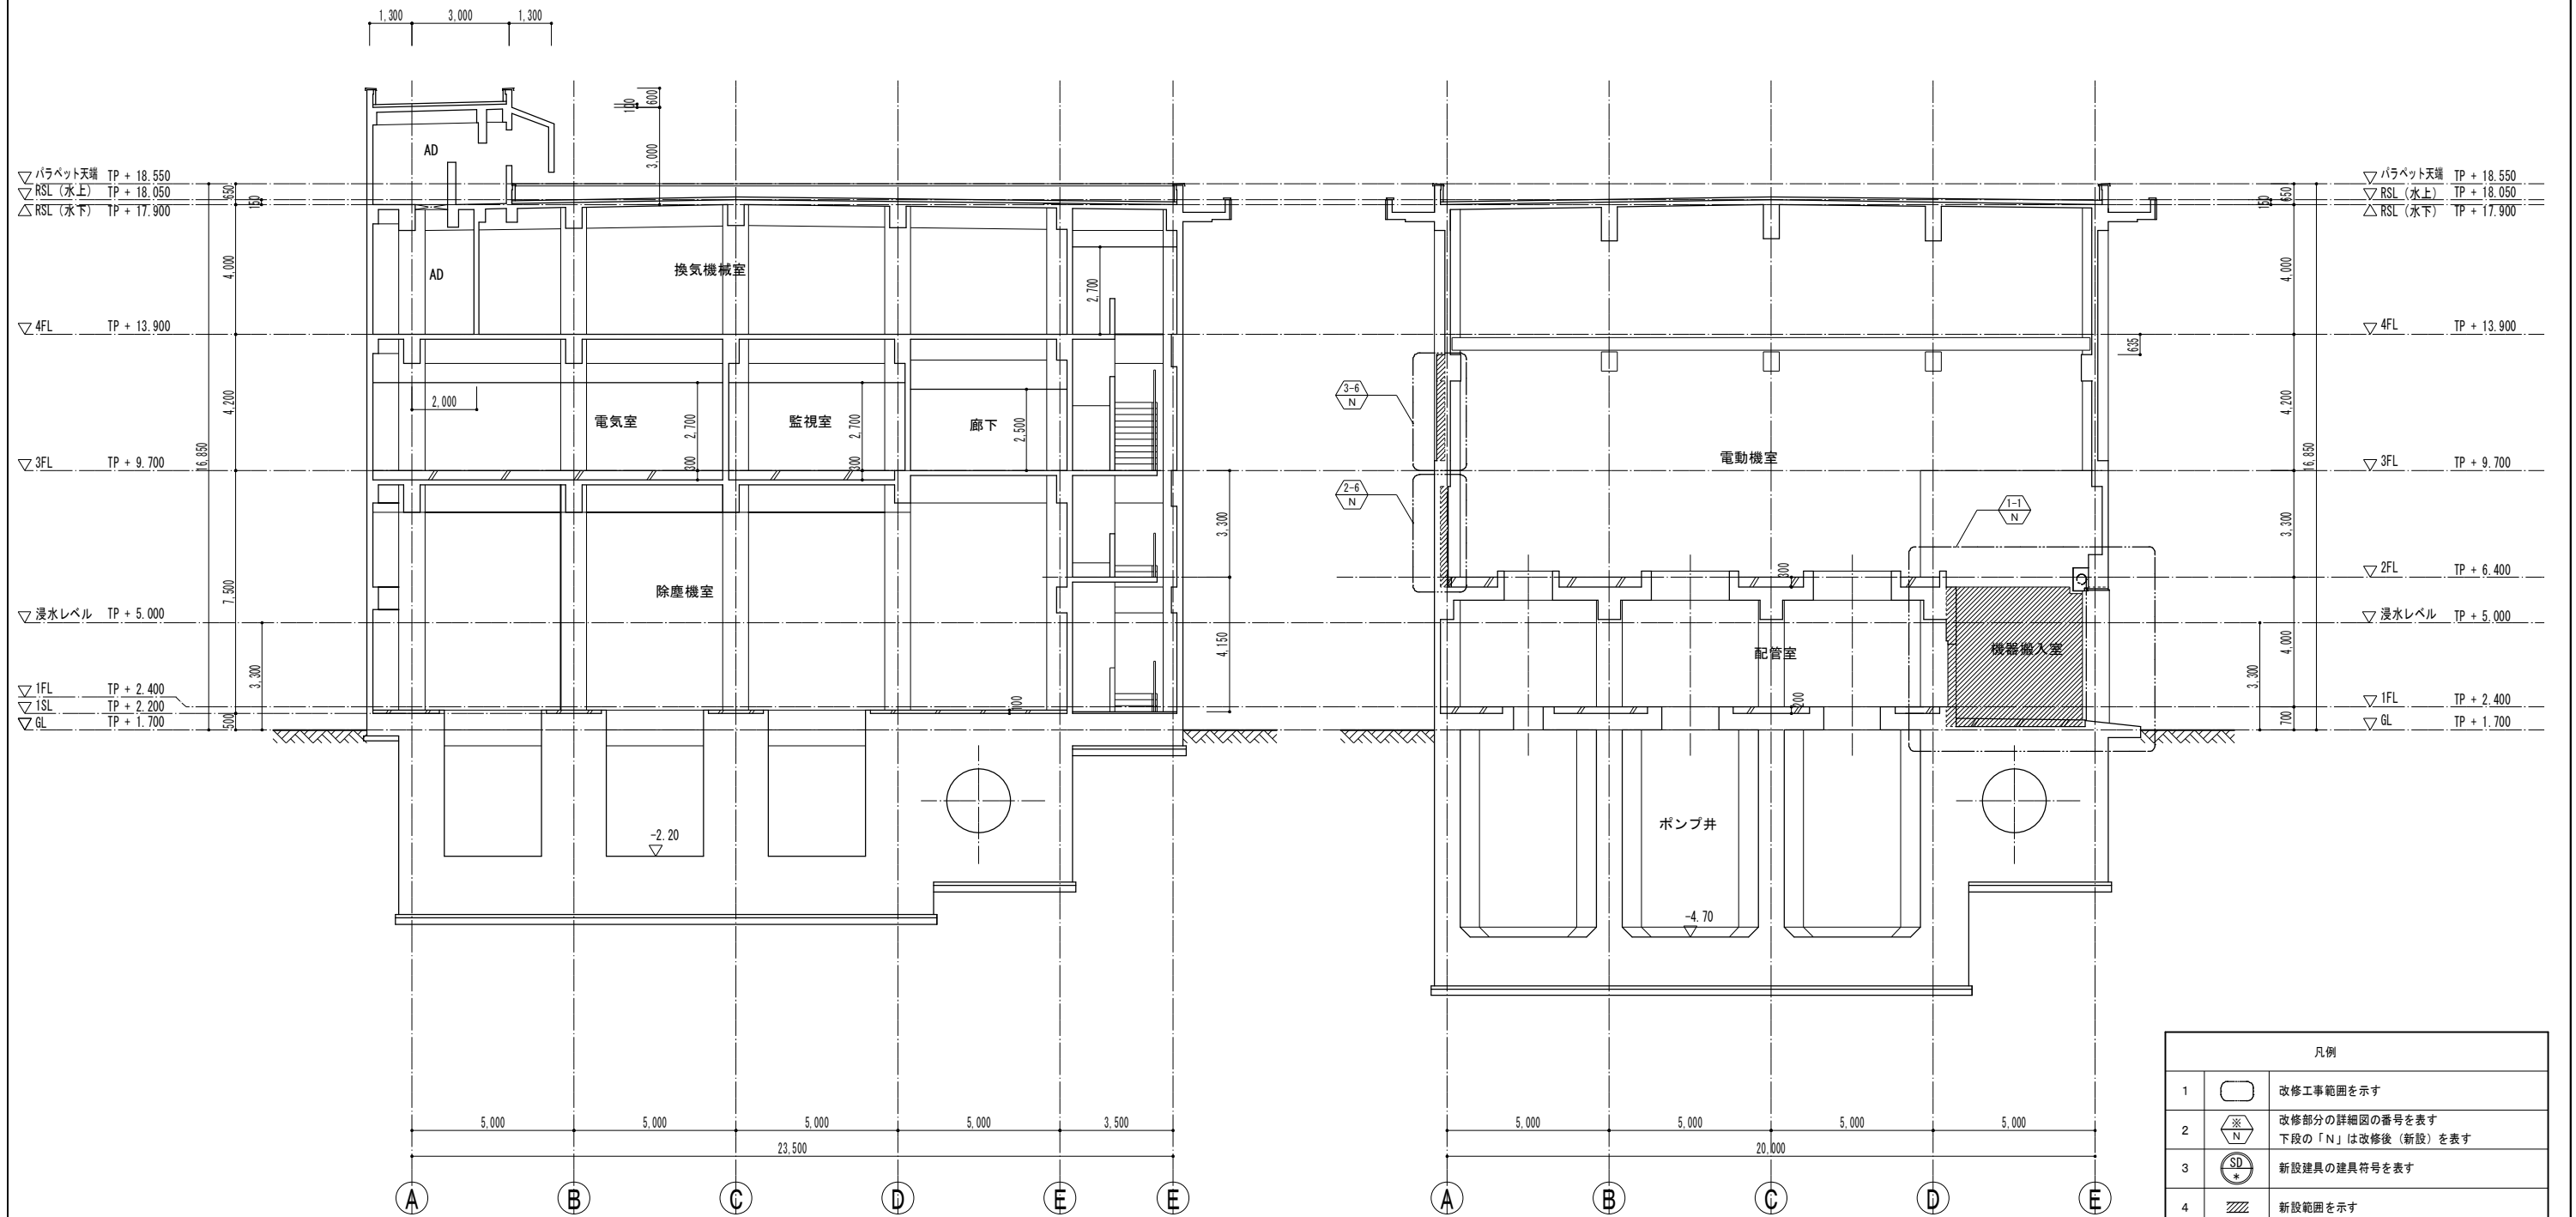 1,300 3,000 1,300
600
100
3,000
AD
▽パラペット天端 TP + 18.550
▽RSL（水上） TP + 18.050
△RSL（水下） TP + 17.900
650
150
4,000
AD
換気機械室
2,700
▽4FL TP + 13.900
4,200
2,000
電気室
2,700
300
監視室
2,700
300
廊下
2,500
▽3FL TP + 9.700
16,850
3,300
7,500
除塵機室
▽浸水レベル TP + 5.000
3,300
4,150
▽1FL TP + 2.400
▽1SL TP + 2.200
▽GL TP + 1.700
500
100
-2.20
5,000 5,000 5,000 5,000 3,500
23,500
A B C D E E
▽パラペット天端 TP + 18.550
▽RSL（水上） TP + 18.050
△RSL（水下） TP + 17.900
650
150
4,000
▽4FL TP + 13.900
635
3-6
N
4,200
電動機室
16,850
▽3FL TP + 9.700
2-6
N
1-1
N
3,300
300
▽2FL TP + 6.400
▽浸水レベル TP + 5.000
配管室
機器搬入室
4,000
3,300
200
▽1FL TP + 2.400
700
▽GL TP + 1.700
ポンプ井
-4.70
5,000 5,000 5,000 5,000
20,000
A B C D E
凡例
1 改修工事範囲を示す
2 ※ N 改修部分の詳細図の番号を表す
下段の「N」は改修後（新設）を表す
3 SD * 新設建具の建具符号を表す
4 新設範囲を示す